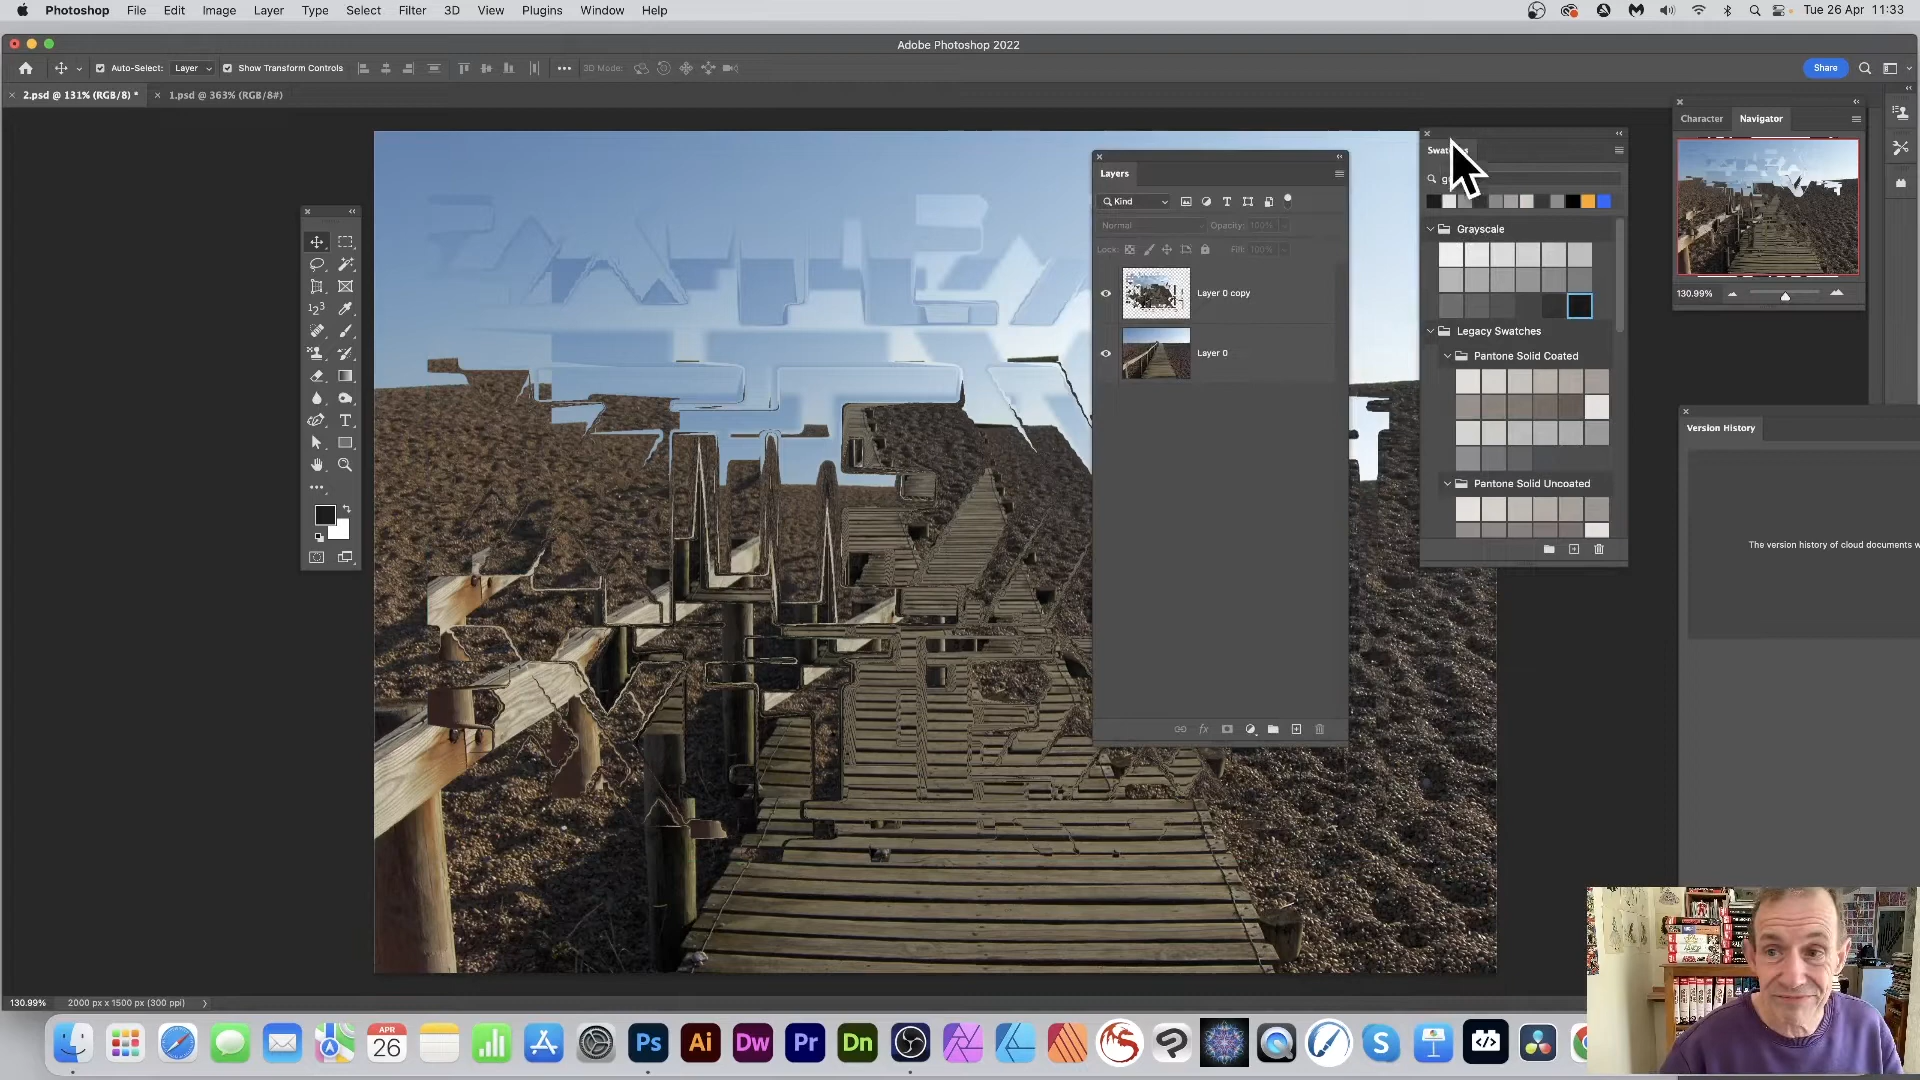 Photoshop File Edit Image Layer Type Select Filter 3D View Plugins Window Help
Tue 26 Apr 11:33
Adobe Photoshop 2022
Auto-Select: Layer Show Transform Controls
3D Mode:
Share
2.psd @ 131% (RGB/8) *
1.psd @ 363% (RGB/8#)
Character Navigator
130.99%
Layers
Kind
Normal Opacity: 100%
Lock: Fill: 100%
Layer 0 copy
Layer 0
Grayscale
Legacy Swatches
Pantone Solid Coated
Pantone Solid Uncoated
Version History
The version history of cloud documents w
130.99% 2000 px x 1500 px (300 ppi)
APR
26
Ps
Ai
Dw
Pr
Dn